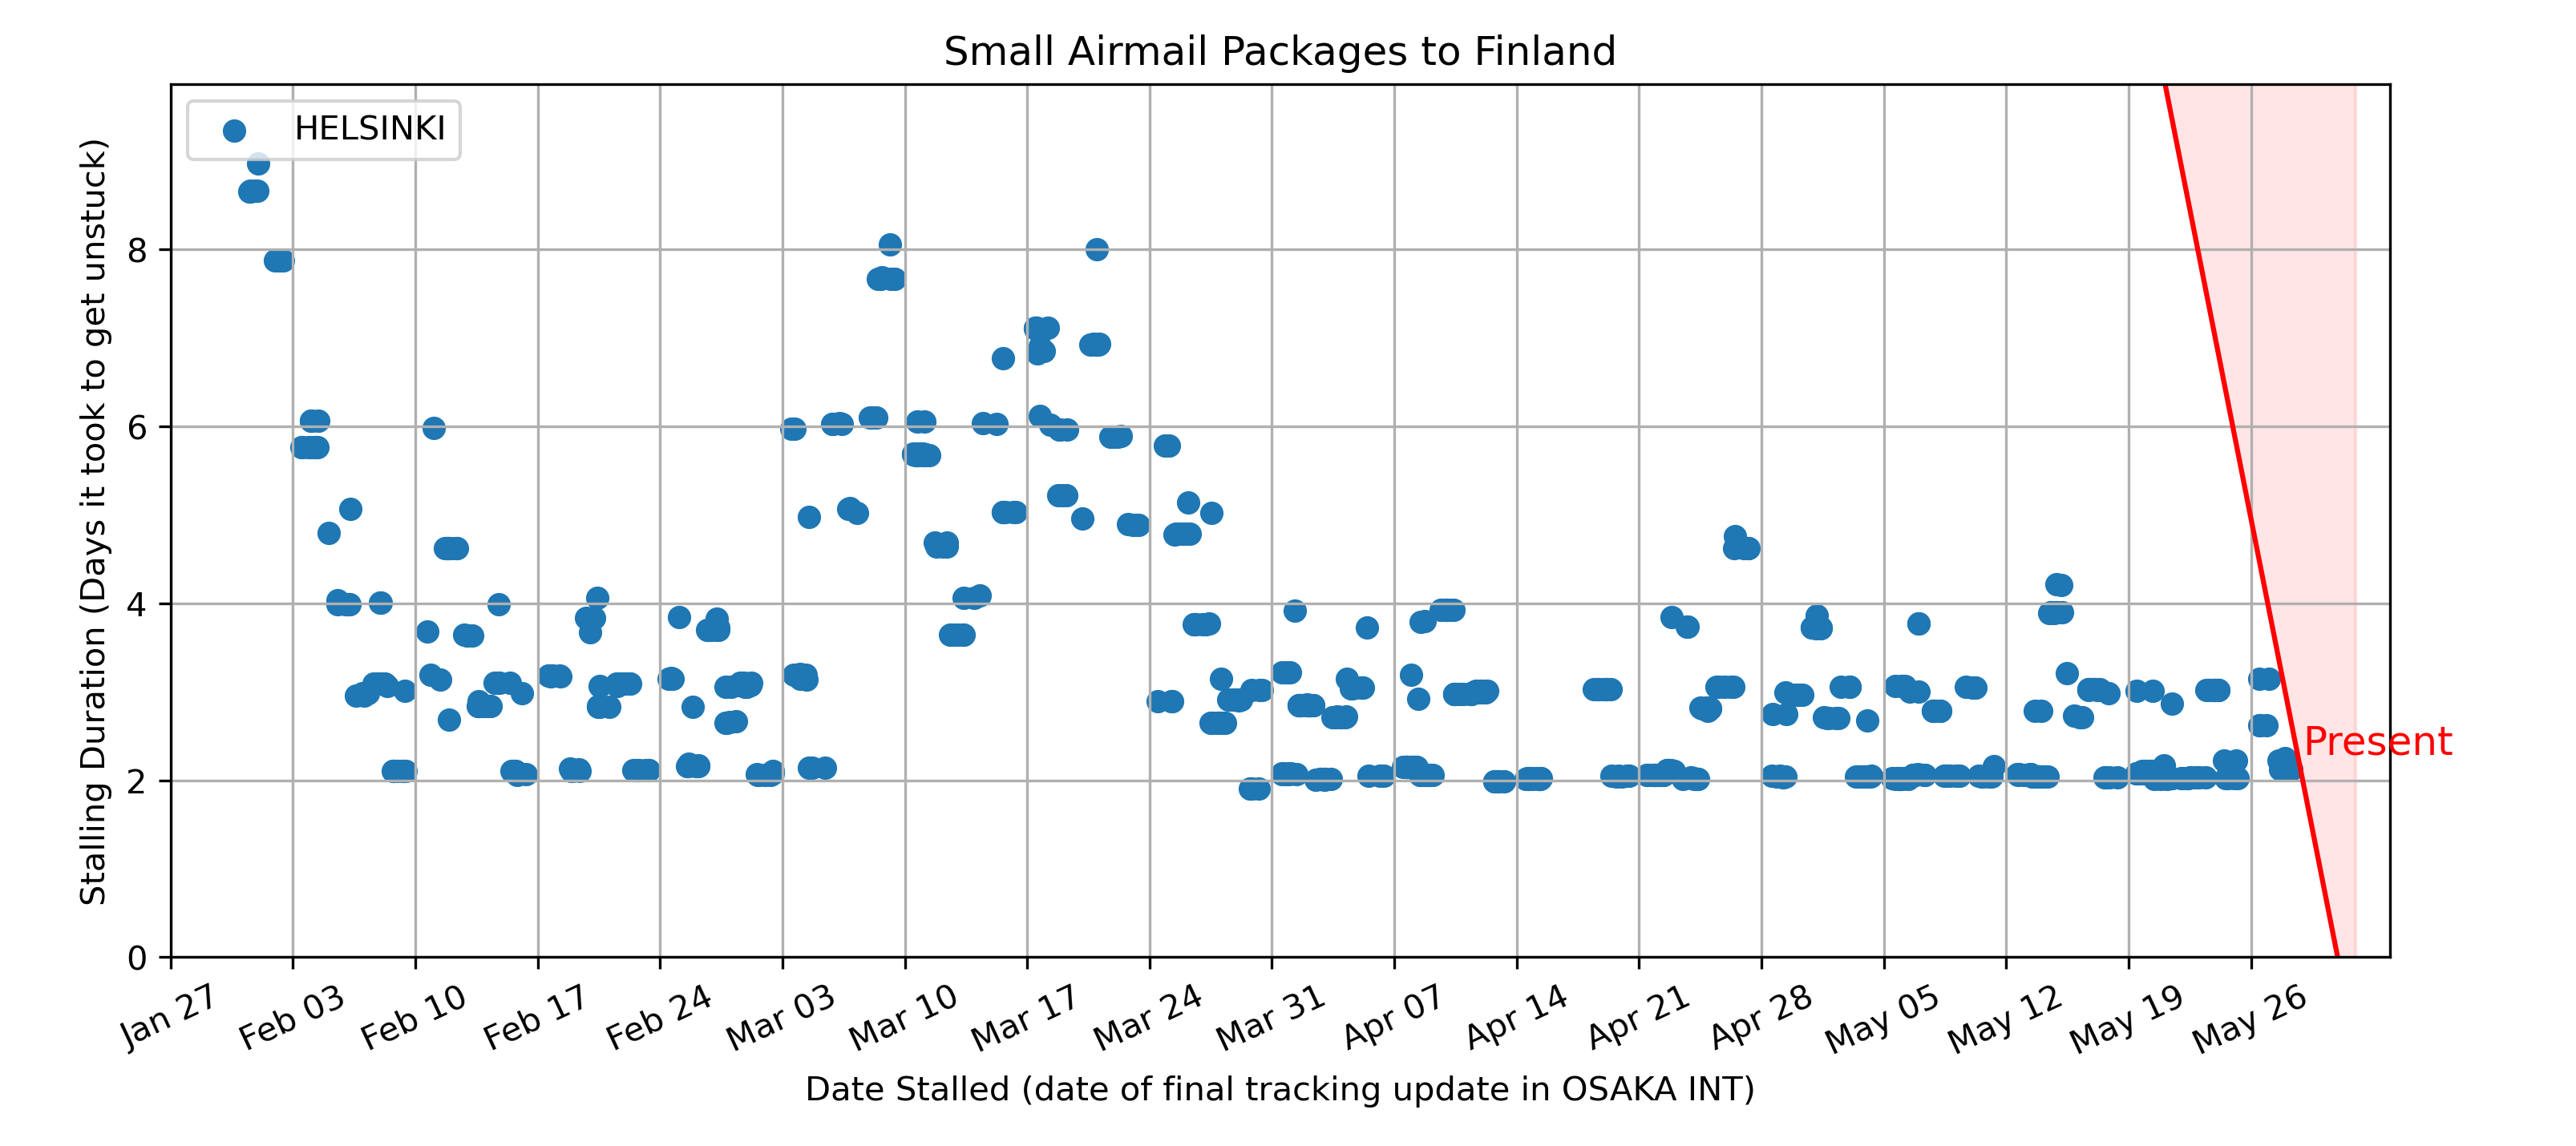 Small Airmail Packages to Finland
HELSINKI
Stalling Duration (Days it took to get unstuck)
8
6
4
2
0
Present
Jan 27
Feb 03
Feb 10
Feb 17
Feb 24
Mar 03
Mar 10
Mar 17
Mar 24
Mar 31
Apr 07
Apr 14
Apr 21
Apr 28
May 05
May 12
May 19
May 26
Date Stalled (date of final tracking update in OSAKA INT)